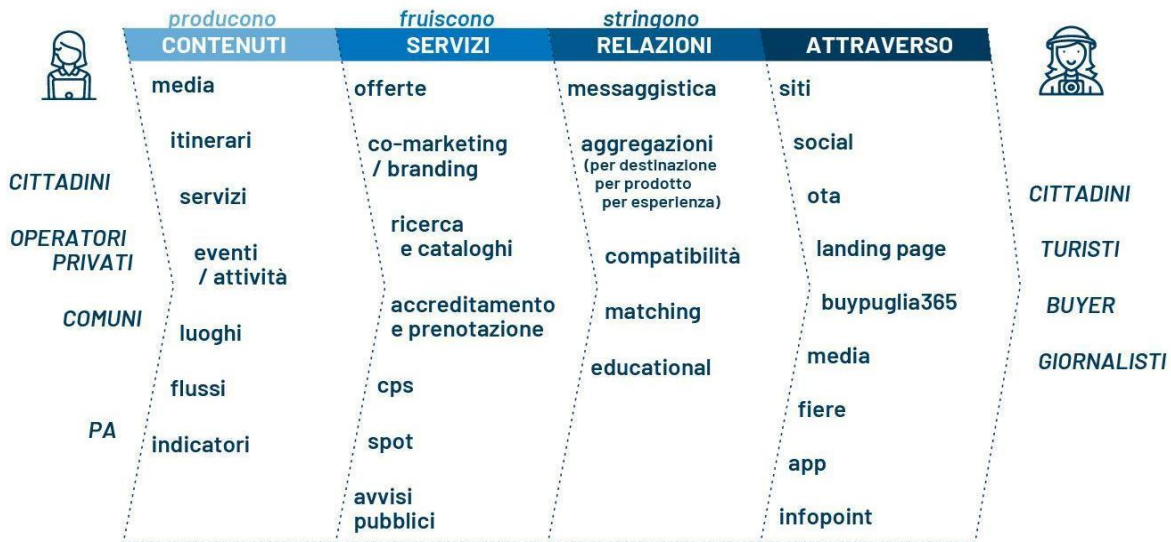 producono
CONTENUTI
fruiscono
SERVIZI
stringono
RELAZIONI
ATTRAVERSO
CITTADINI
OPERATORI
PRIVATI
COMUNI
PA
media
itinerari
servizi
eventi
/ attività
luoghi
flussi
indicatori
offerte
co-marketing
/ branding
ricerca
e cataloghi
accreditamento
e prenotazione
cps
spot
avvisi
pubblici
messaggistica
aggregazioni
(per destinazione
per prodotto
per esperienza)
compatibilità
matching
educational
siti
social
ota
landing page
buypuglia365
media
fiere
app
infopoint
CITTADINI
TURISTI
BUYER
GIORNALISTI